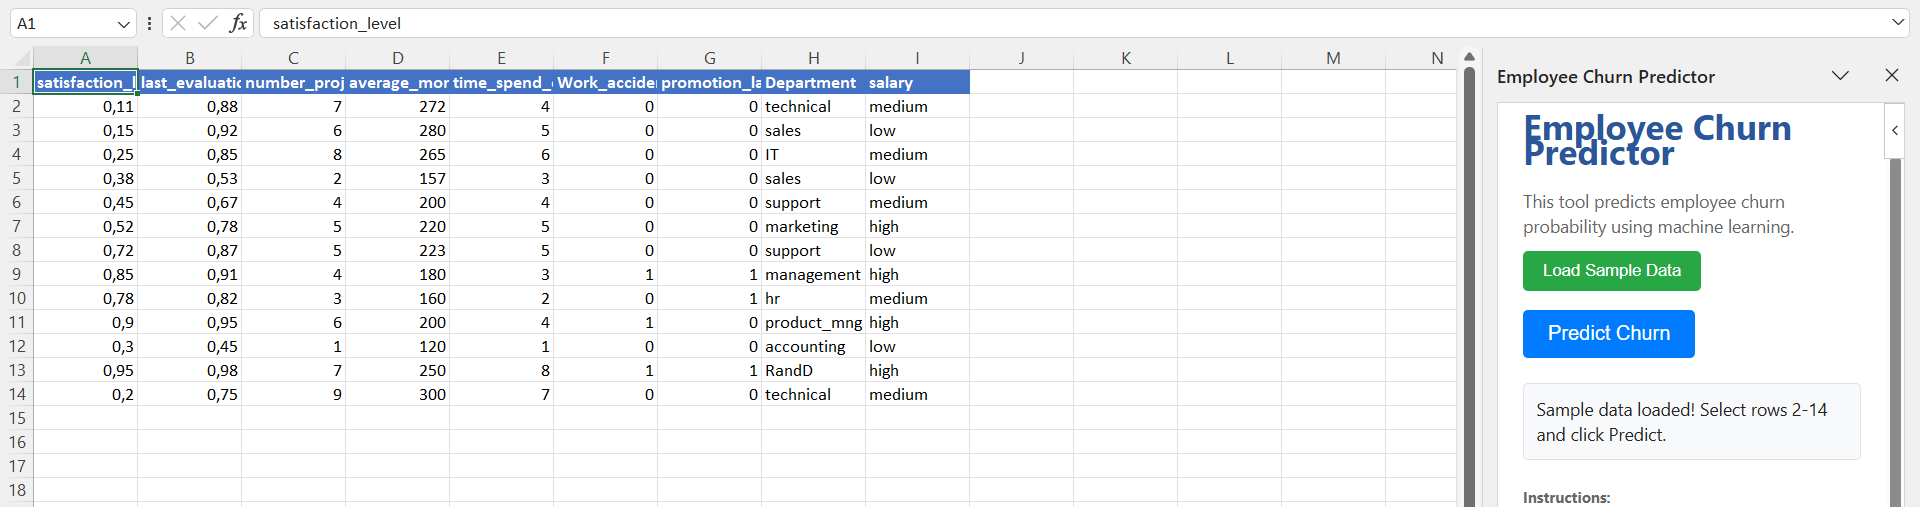 A1
fx
satisfaction_level
A B C D E F G H I J K L M N
1 satisfaction_ last_evaluatio number_proj average_mor time_spend_ Work_accider promotion_la Department salary
2 0,11 0,88 7 272 4 0 0 technical medium
3 0,15 0,92 6 280 5 0 0 sales low
4 0,25 0,85 8 265 6 0 0 IT medium
5 0,38 0,53 2 157 3 0 0 sales low
6 0,45 0,67 4 200 4 0 0 support medium
7 0,52 0,78 5 220 5 0 0 marketing high
8 0,72 0,87 5 223 5 0 0 support low
9 0,85 0,91 4 180 3 1 1 management high
10 0,78 0,82 3 160 2 0 1 hr medium
11 0,9 0,95 6 200 4 1 0 product_mng high
12 0,3 0,45 1 120 1 0 0 accounting low
13 0,95 0,98 7 250 8 1 1 RandD high
14 0,2 0,75 9 300 7 0 0 technical medium
15
16
17
18
Employee Churn Predictor
Employee Churn
Predictor
This tool predicts employee churn
probability using machine learning.
Load Sample Data
Predict Churn
Sample data loaded! Select rows 2-14
and click Predict.
Instructions: